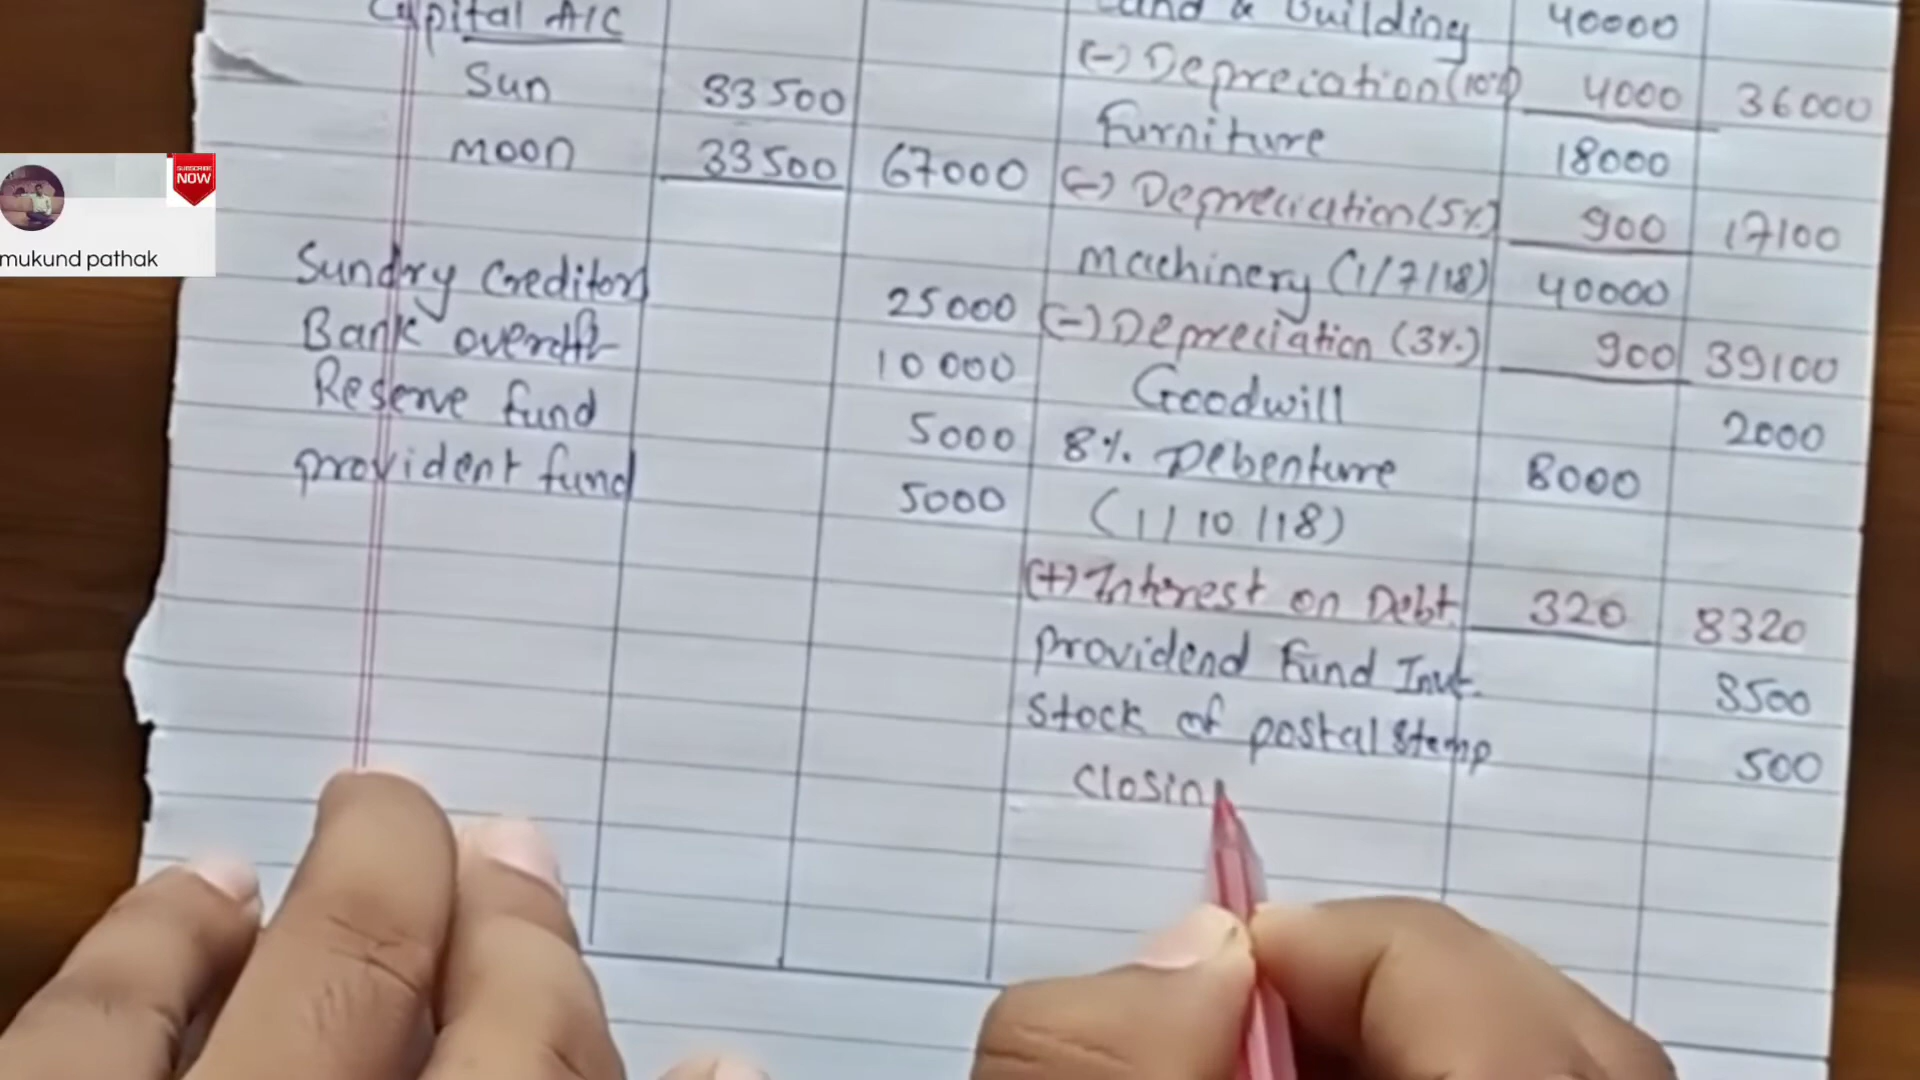 Capital A/C
Sun 33500
Moon 33500 67000
Sundry Creditors 25000
Bank overdft 10000
Reserve fund 5000
provident fund 5000
Land & Building 40000
(-) Depreciation (10%) 4000 36000
Furniture 18000
(-) Depreciation (5%) 900 17100
Machinery (1/7/18) 40000
(-) Depreciation (3%) 900 39100
Goodwill 2000
8% Debenture 8000
(1/10/18)
(+) Interest on Debt. 320 8320
Providend Fund Invt. 8500
Stock of postal Stamp 500
Closin
SUBSCRIBE
NOW
mukund pathak